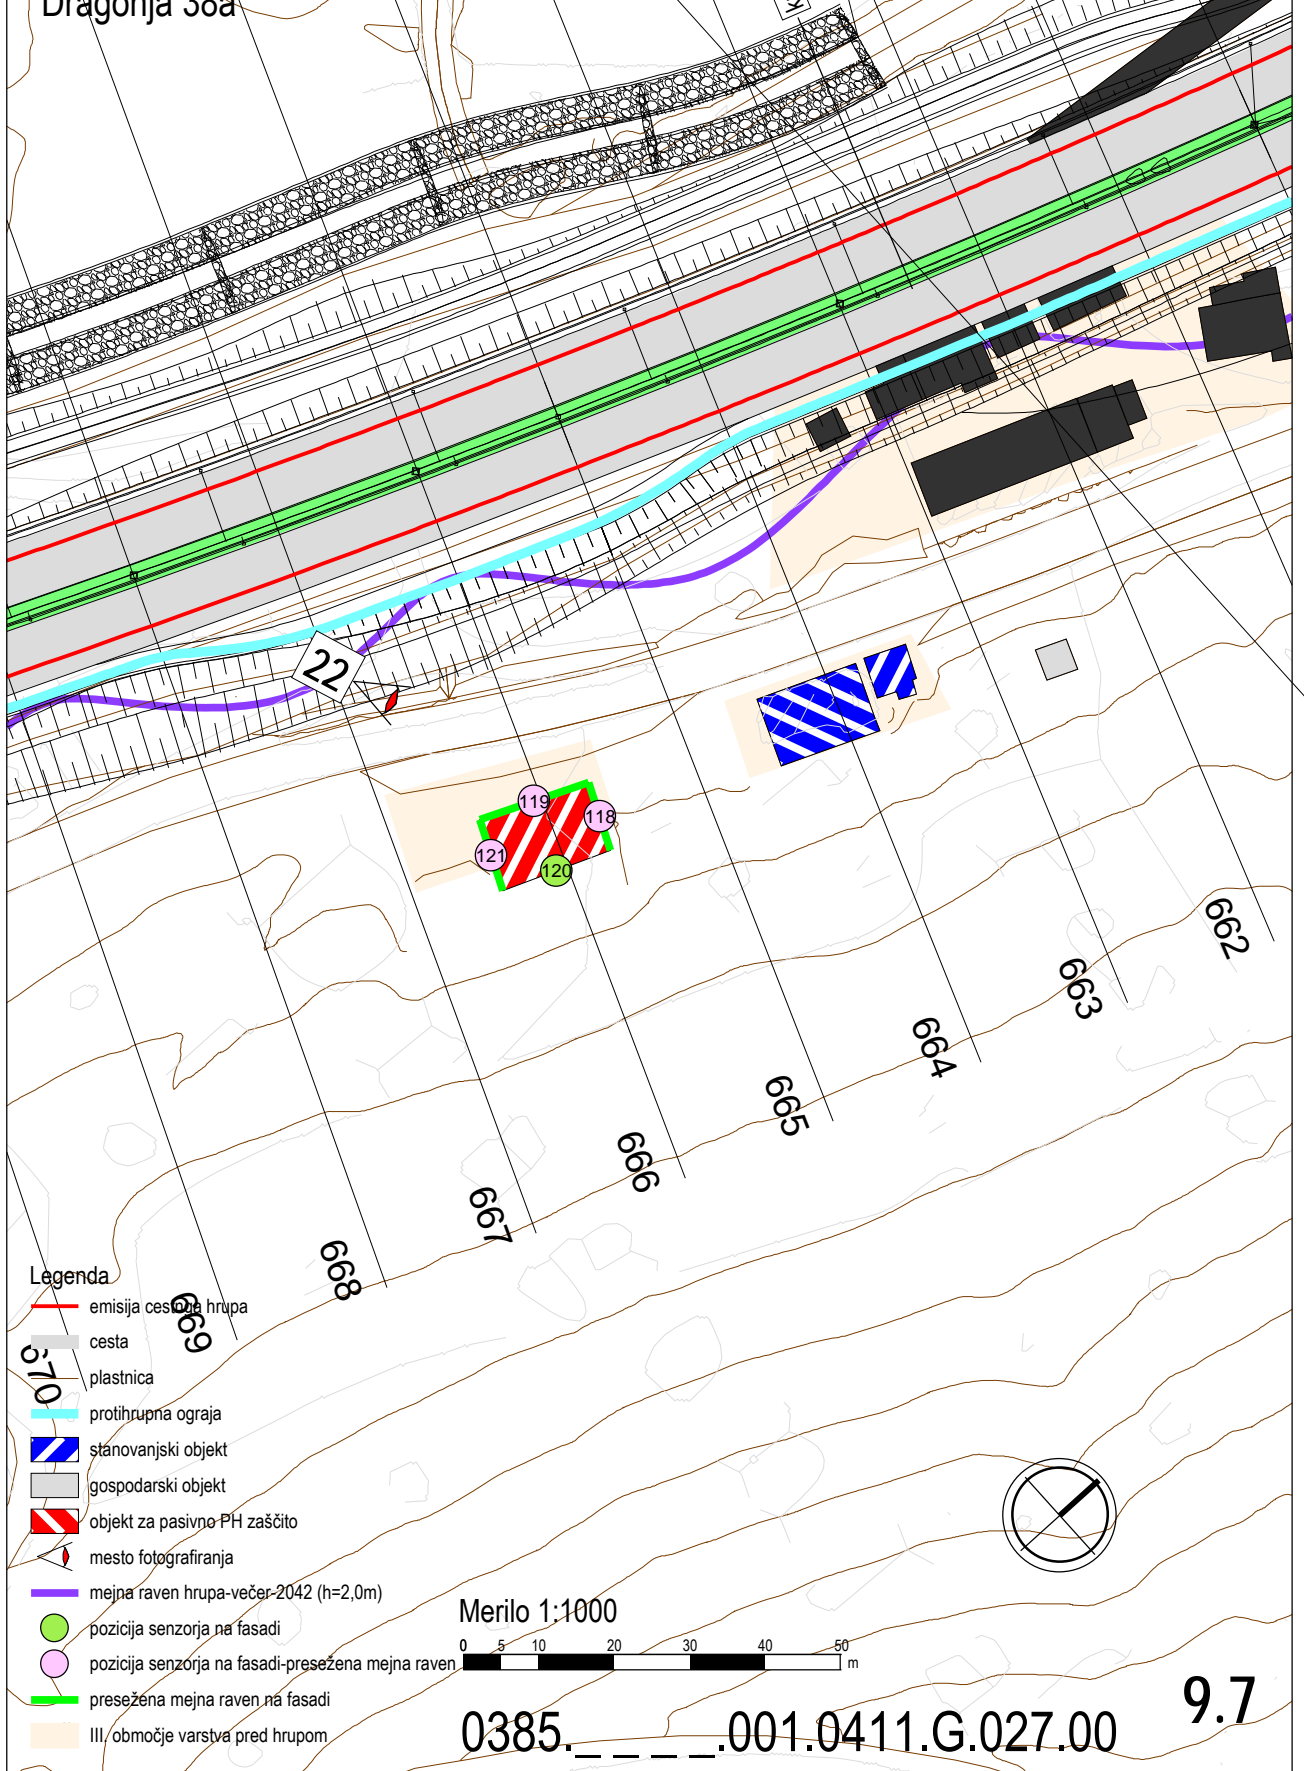 Dragonja 38a
k
22
119
118
121
120
662
663
664
665
666
667
668
669
670
Legenda
emisija cestnega hrupa
cesta
plastnica
protihrupna ograja
stanovanjski objekt
gospodarski objekt
objekt za pasivno PH zaščito
mesto fotografiranja
mejna raven hrupa-večer-2042 (h=2,0m)
pozicija senzorja na fasadi
pozicija senzorja na fasadi-presežena mejna raven
presežena mejna raven na fasadi
III. območje varstva pred hrupom
Merilo 1:1000
0 5 10 20 30 40 50
m
9.7
0385._ _ _ _.001.0411.G.027.00